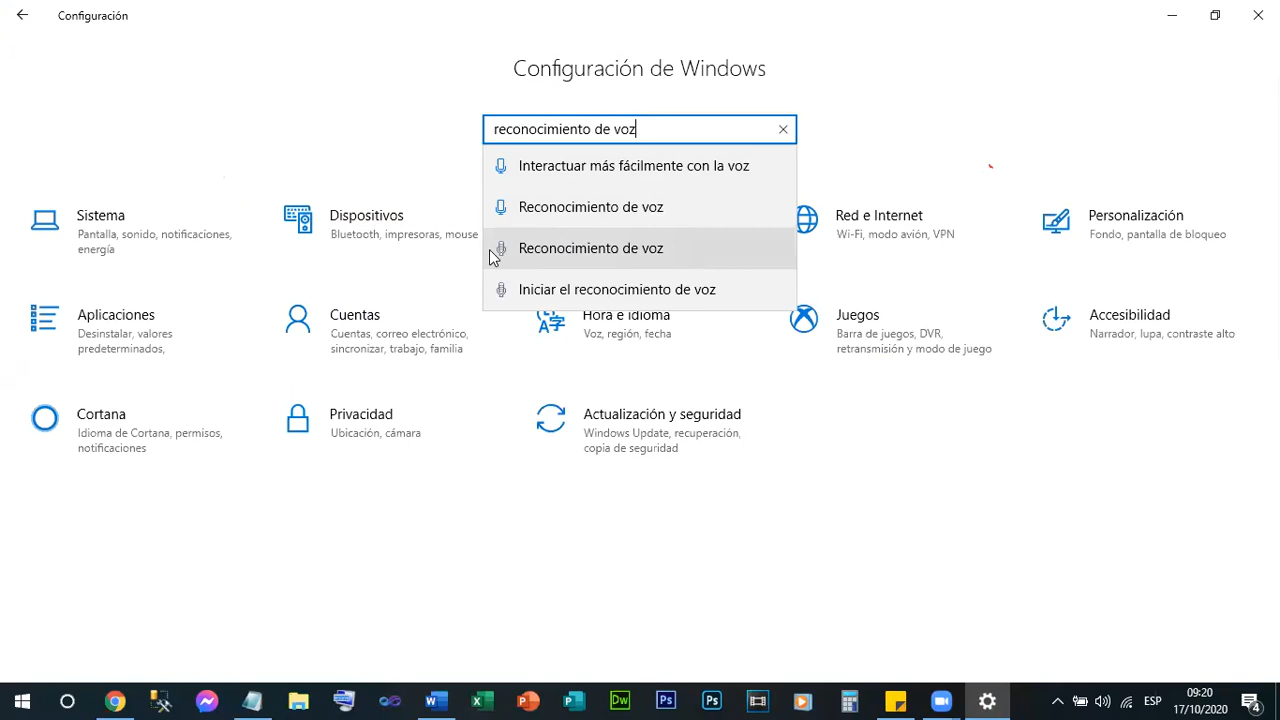 Configuración
Configuración de Windows
reconocimiento de voz
Interactuar más fácilmente con la voz
Reconocimiento de voz
Reconocimiento de voz
Iniciar el reconocimiento de voz
Sistema
Pantalla, sonido, notificaciones,
energía
Dispositivos
Bluetooth, impresoras, mouse
Red e Internet
Wi-Fi, modo avión, VPN
Personalización
Fondo, pantalla de bloqueo
Aplicaciones
Desinstalar, valores
predeterminados,
Cuentas
Cuentas, correo electrónico,
sincronizar, trabajo, familia
Hora e idioma
Voz, región, fecha
Juegos
Barra de juegos, DVR,
retransmisión y modo de juego
Accesibilidad
Narrador, lupa, contraste alto
Cortana
Idioma de Cortana, permisos,
notificaciones
Privacidad
Ubicación, cámara
Actualización y seguridad
Windows Update, recuperación,
copia de seguridad
Dw
Ps
Ps
ESP
09:20
17/10/2020
4